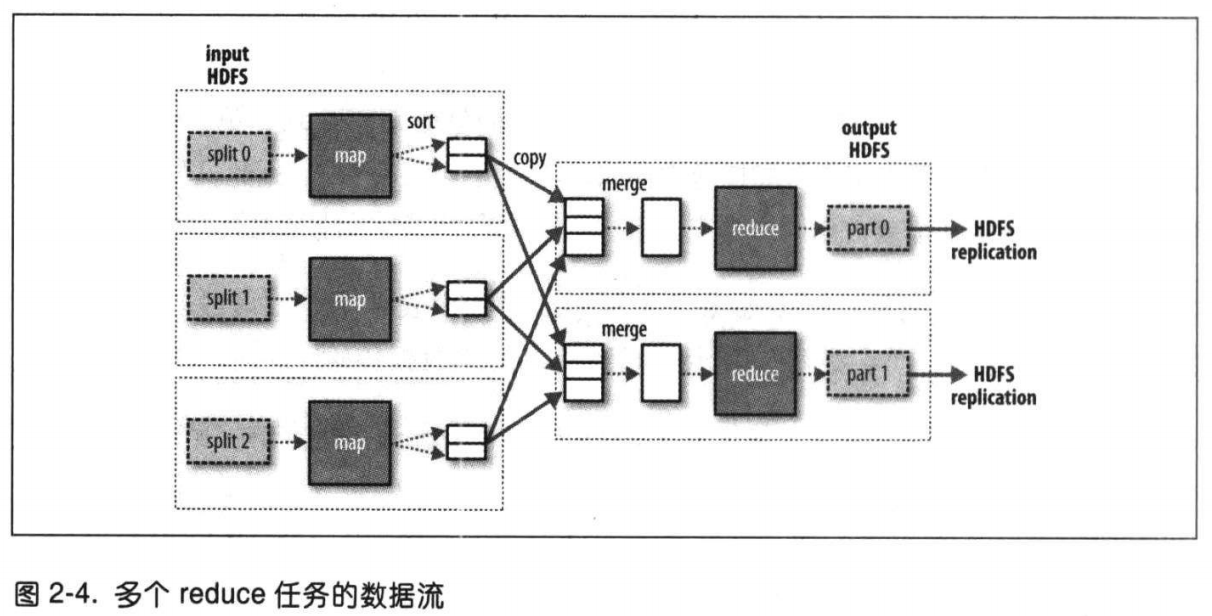 input
HDFS
split 0
map
sort
copy
split 1
map
split 2
map
output
HDFS
merge
reduce
part 0
HDFS
replication
merge
reduce
part 1
HDFS
replication
图 2-4. 多个 reduce 任务的数据流